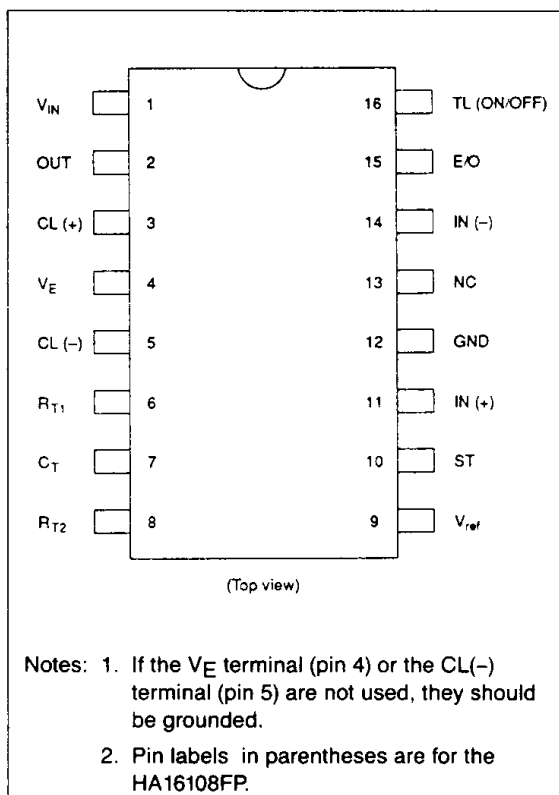 V_IN 1 16 TL (ON/OFF)
OUT 2 15 E/O
CL (+) 3 14 IN (−)
V_E 4 13 NC
CL (−) 5 12 GND
R_T1 6 11 IN (+)
C_T 7 10 ST
R_T2 8 9 V_ref
(Top view)
Notes: 1. If the V_E terminal (pin 4) or the CL(−)
terminal (pin 5) are not used, they should
be grounded.
2. Pin labels in parentheses are for the
HA16108FP.